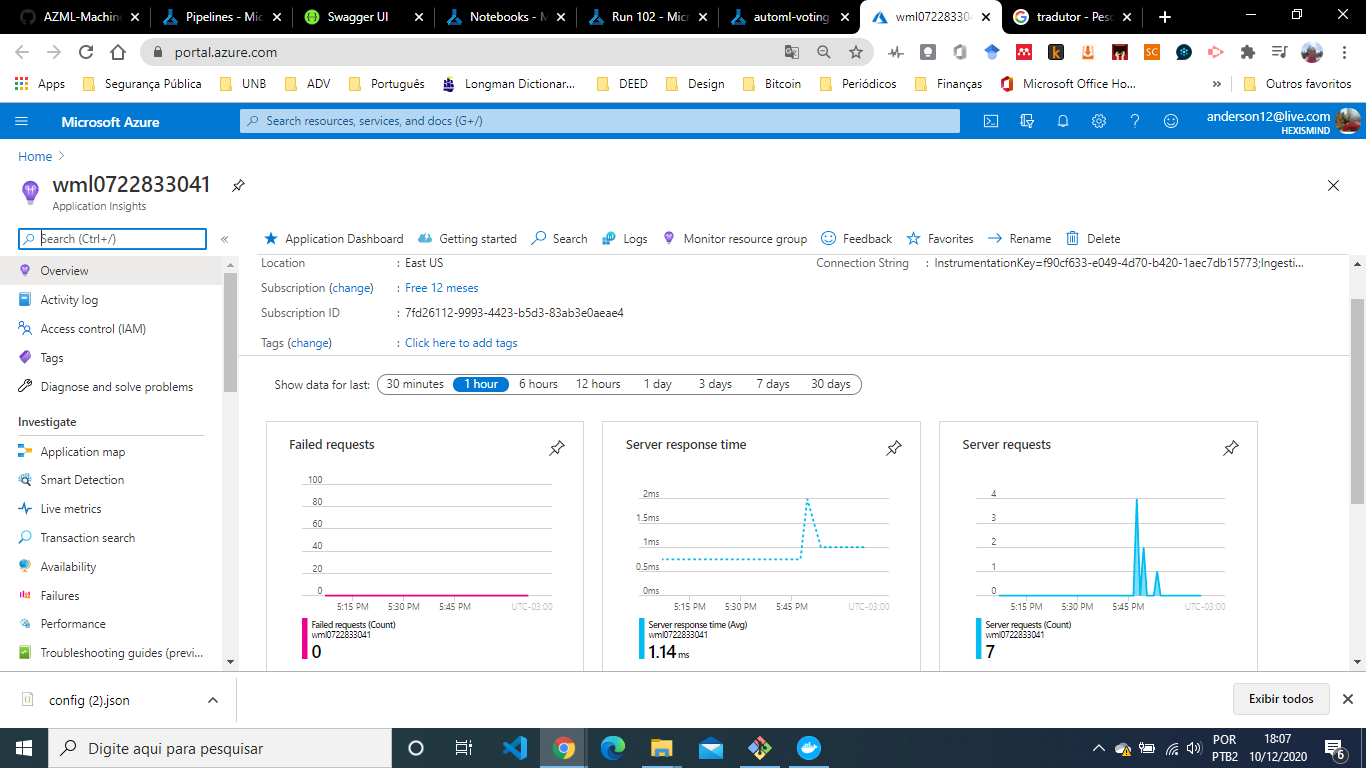 AZML-Machin
Pipelines - Mic
Swagger UI
Notebooks - M
Run 102 - Micr
automl-voting
wml072283304
tradutor - Pesq
portal.azure.com
Apps
Segurança Pública
UNB
ADV
Português
Longman Dictionar...
DEED
Design
Bitcoin
Periódicos
Finanças
Microsoft Office Ho...
»
Outros favoritos
Microsoft Azure
Search resources, services, and docs (G+/)
anderson12@live.com
HEXISMIND
Home
wml0722833041
Application Insights
Search (Ctrl+/)
«
Application Dashboard
Getting started
Search
Logs
Monitor resource group
Feedback
Favorites
Rename
Delete
Overview
Activity log
Access control (IAM)
Tags
Diagnose and solve problems
Investigate
Application map
Smart Detection
Live metrics
Transaction search
Availability
Failures
Performance
Troubleshooting guides (previ...
Location : East US
Connection String : InstrumentationKey=f90cf633-e049-4d70-b420-1aec7db15773;Ingesti...
Subscription (change) : Free 12 meses
Subscription ID : 7fd26112-9993-4423-b5d3-83ab3e0aeae4
Tags (change) : Click here to add tags
Show data for last: 30 minutes 1 hour 6 hours 12 hours 1 day 3 days 7 days 30 days
Failed requests
100
80
60
40
20
0
5:15 PM 5:30 PM 5:45 PM UTC-03:00
Failed requests (Count)
wml0722833041
0
Server response time
2ms
1.5ms
1ms
0.5ms
0ms
5:15 PM 5:30 PM 5:45 PM UTC-03:00
Server response time (Avg)
wml0722833041
1.14 ms
Server requests
4
3
2
1
0
5:15 PM 5:30 PM 5:45 PM UTC-03:00
Server requests (Count)
wml0722833041
7
config (2).json
Exibir todos
Digite aqui para pesquisar
POR
PTB2
18:07
10/12/2020
6